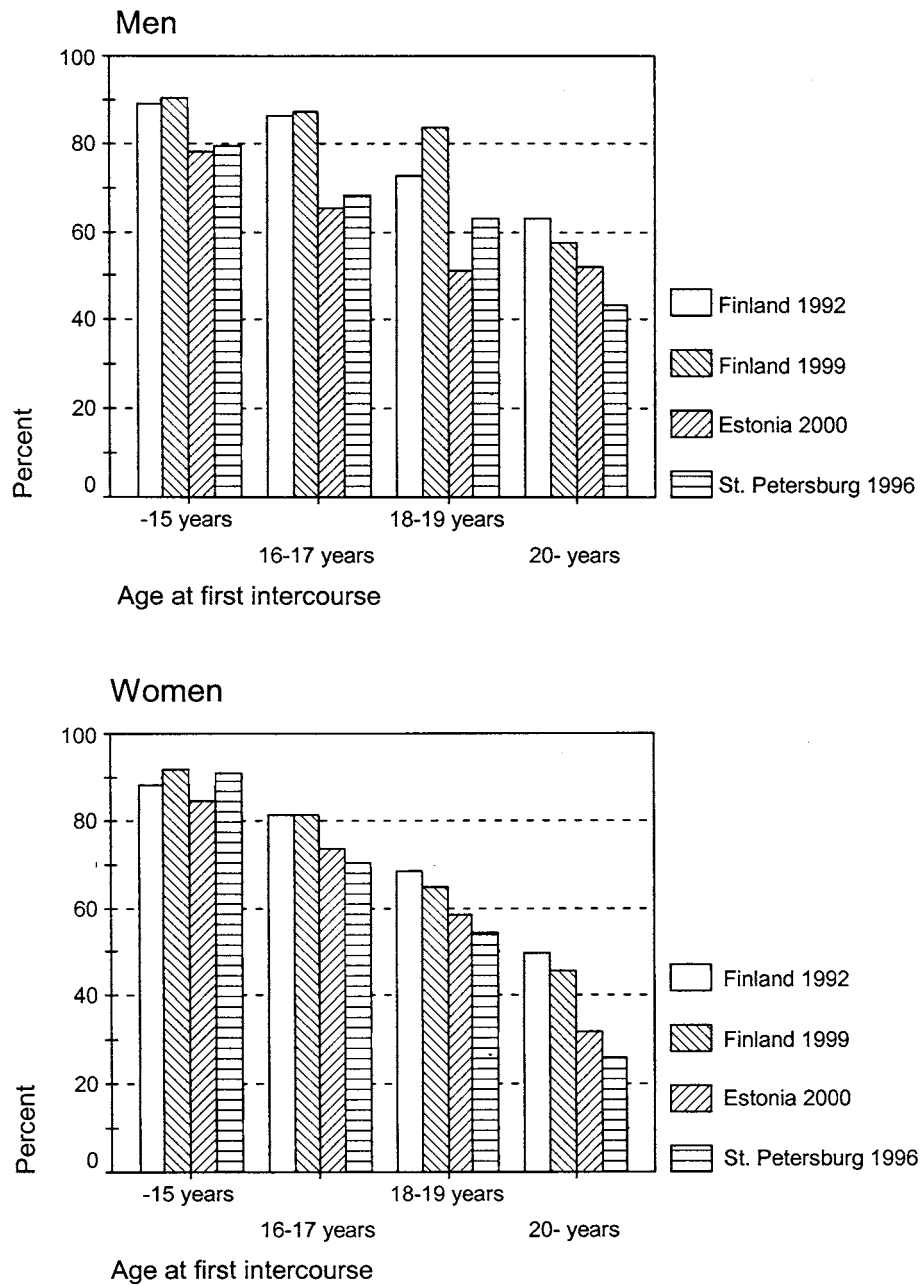 Men
100
80
60
40
20
0
Percent
-15 years
18-19 years
16-17 years
20- years
Age at first intercourse
Finland 1992
Finland 1999
Estonia 2000
St. Petersburg 1996
Women
100
80
60
40
20
0
Percent
-15 years
18-19 years
16-17 years
20- years
Age at first intercourse
Finland 1992
Finland 1999
Estonia 2000
St. Petersburg 1996